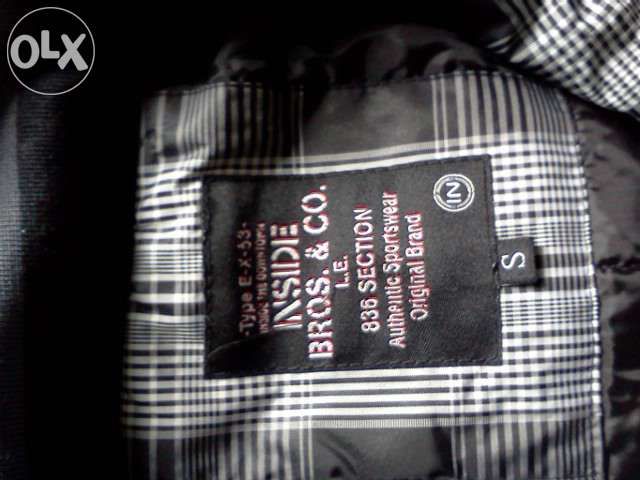 OLX
-Type E-X-53-
INSIDE
BROS. & CO.
L.E.
836 SECTION
Authentic Sportswear
Original Brand
IN
S